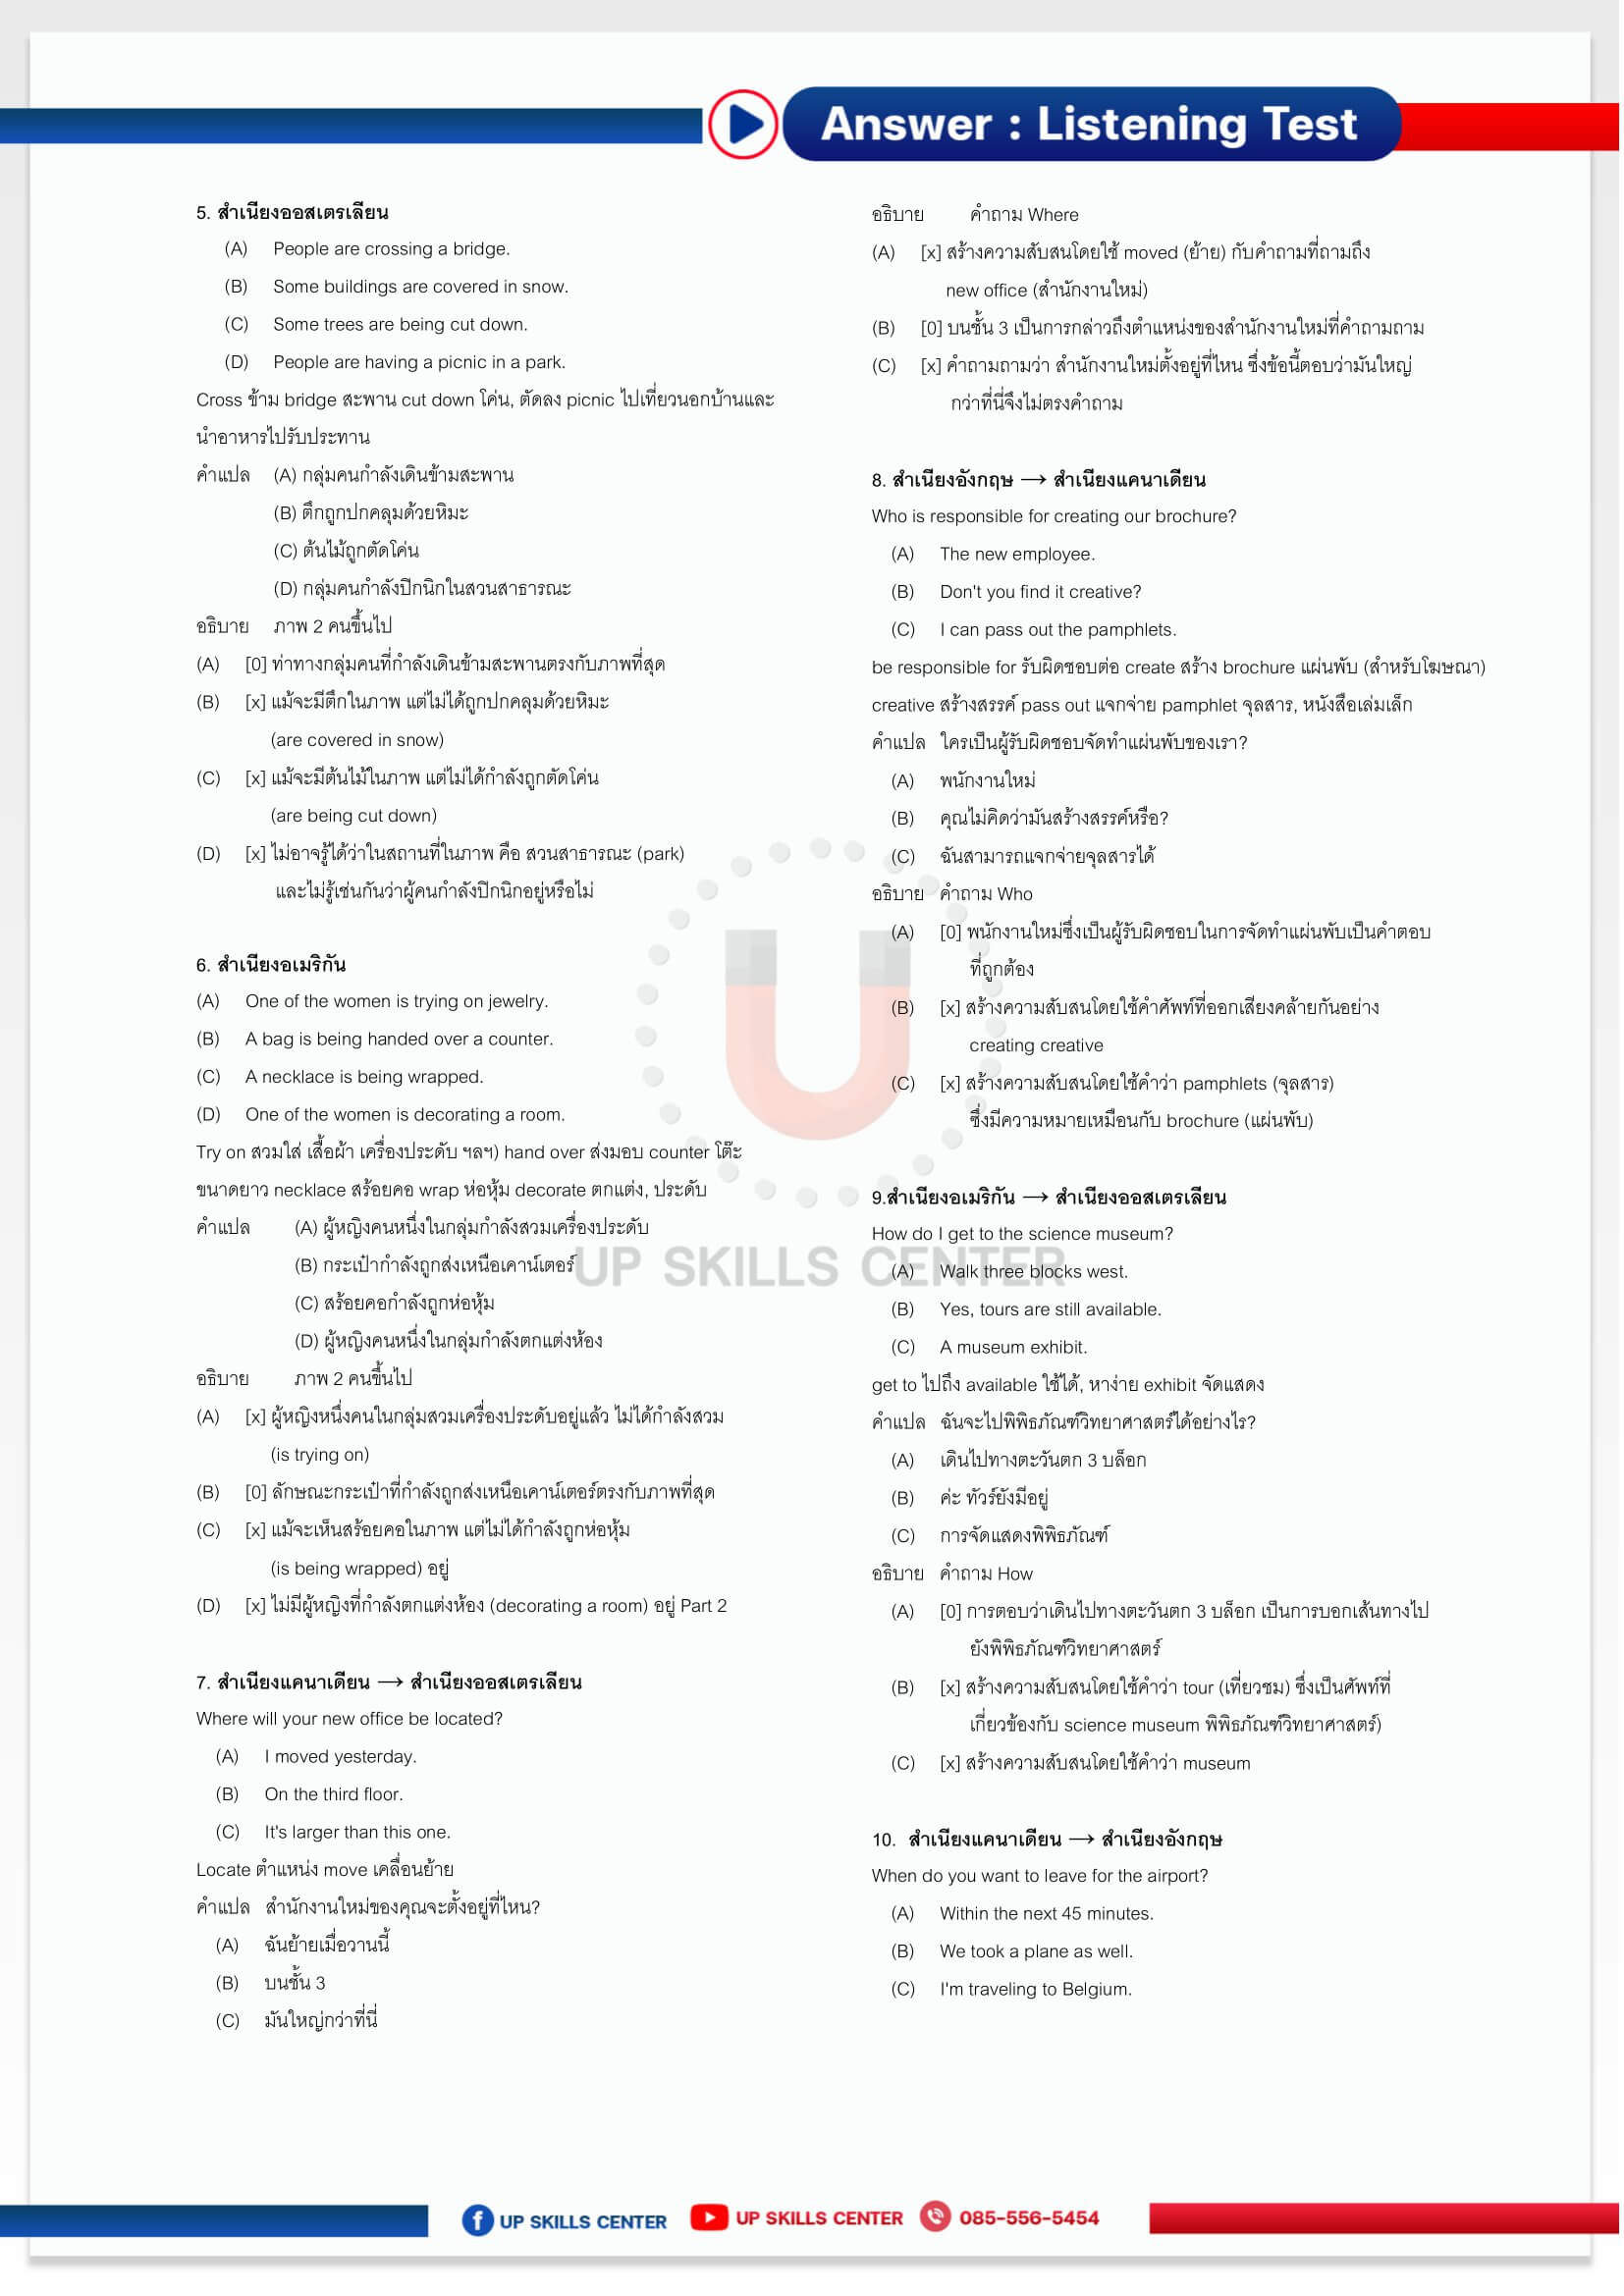 Answer : Listening Test
5. สำเนียงออสเตรเลียน
(A) People are crossing a bridge.
(B) Some buildings are covered in snow.
(C) Some trees are being cut down.
(D) People are having a picnic in a park.
Cross ข้าม bridge สะพาน cut down โค่น, ตัดลง picnic ไปเที่ยวนอกบ้านและ
นำอาหารไปรับประทาน
คำแปล (A) กลุ่มคนกำลังเดินข้ามสะพาน
(B) ตึกถูกปกคลุมด้วยหิมะ
(C) ต้นไม้ถูกตัดโค่น
(D) กลุ่มคนกำลังปิกนิกในสวนสาธารณะ
อธิบาย ภาพ 2 คนขึ้นไป
(A) [0] ท่าทางกลุ่มคนที่กำลังเดินข้ามสะพานตรงกับภาพที่สุด
(B) [x] แม้จะมีตึกในภาพ แต่ไม่ได้ถูกปกคลุมด้วยหิมะ
(are covered in snow)
(C) [x] แม้จะมีต้นไม้ในภาพ แต่ไม่ได้กำลังถูกตัดโค่น
(are being cut down)
(D) [x] ไม่อาจรู้ได้ว่าในสถานที่ในภาพ คือ สวนสาธารณะ (park)
และไม่รู้เช่นกันว่าผู้คนกำลังปิกนิกอยู่หรือไม่
6. สำเนียงอเมริกัน
(A) One of the women is trying on jewelry.
(B) A bag is being handed over a counter.
(C) A necklace is being wrapped.
(D) One of the women is decorating a room.
Try on สวมใส่ เสื้อผ้า เครื่องประดับ ฯลฯ) hand over ส่งมอบ counter โต๊ะ
ขนาดยาว necklace สร้อยคอ wrap ห่อหุ้ม decorate ตกแต่ง, ประดับ
คำแปล (A) ผู้หญิงคนหนึ่งในกลุ่มกำลังสวมเครื่องประดับ
(B) กระเป๋ากำลังถูกส่งเหนือเคาน์เตอร์
(C) สร้อยคอกำลังถูกห่อหุ้ม
(D) ผู้หญิงคนหนึ่งในกลุ่มกำลังตกแต่งห้อง
อธิบาย ภาพ 2 คนขึ้นไป
(A) [x] ผู้หญิงหนึ่งคนในกลุ่มสวมเครื่องประดับอยู่แล้ว ไม่ได้กำลังสวม
(is trying on)
(B) [0] ลักษณะกระเป๋าที่กำลังถูกส่งเหนือเคาน์เตอร์ตรงกับภาพที่สุด
(C) [x] แม้จะเห็นสร้อยคอในภาพ แต่ไม่ได้กำลังถูกห่อหุ้ม
(is being wrapped) อยู่
(D) [x] ไม่มีผู้หญิงที่กำลังตกแต่งห้อง (decorating a room) อยู่ Part 2
7. สำเนียงแคนาเดียน → สำเนียงออสเตรเลียน
Where will your new office be located?
(A) I moved yesterday.
(B) On the third floor.
(C) It's larger than this one.
Locate ตำแหน่ง move เคลื่อนย้าย
คำแปล สำนักงานใหม่ของคุณจะตั้งอยู่ที่ไหน?
(A) ฉันย้ายเมื่อวานนี้
(B) บนชั้น 3
(C) มันใหญ่กว่าที่นี่
อธิบาย คำถาม Where
(A) [x] สร้างความสับสนโดยใช้ moved (ย้าย) กับคำถามที่ถามถึง
new office (สำนักงานใหม่)
(B) [0] บนชั้น 3 เป็นการกล่าวถึงตำแหน่งของสำนักงานใหม่ที่คำถามถาม
(C) [x] คำถามถามว่า สำนักงานใหม่ตั้งอยู่ที่ไหน ซึ่งข้อนี้ตอบว่ามันใหญ่
กว่าที่นี่จึงไม่ตรงคำถาม
8. สำเนียงอังกฤษ → สำเนียงแคนาเดียน
Who is responsible for creating our brochure?
(A) The new employee.
(B) Don't you find it creative?
(C) I can pass out the pamphlets.
be responsible for รับผิดชอบต่อ create สร้าง brochure แผ่นพับ (สำหรับโฆษณา)
creative สร้างสรรค์ pass out แจกจ่าย pamphlet จุลสาร, หนังสือเล่มเล็ก
คำแปล ใครเป็นผู้รับผิดชอบจัดทำแผ่นพับของเรา?
(A) พนักงานใหม่
(B) คุณไม่คิดว่ามันสร้างสรรค์หรือ?
(C) ฉันสามารถแจกจ่ายจุลสารได้
อธิบาย คำถาม Who
(A) [0] พนักงานใหม่ซึ่งเป็นผู้รับผิดชอบในการจัดทำแผ่นพับเป็นคำตอบ
ที่ถูกต้อง
(B) [x] สร้างความสับสนโดยใช้คำศัพท์ที่ออกเสียงคล้ายกันอย่าง
creating creative
(C) [x] สร้างความสับสนโดยใช้คำว่า pamphlets (จุลสาร)
ซึ่งมีความหมายเหมือนกับ brochure (แผ่นพับ)
9.สำเนียงอเมริกัน → สำเนียงออสเตรเลียน
How do I get to the science museum?
UP SKILLS CENTER
(A) Walk three blocks west.
(B) Yes, tours are still available.
(C) A museum exhibit.
get to ไปถึง available ใช้ได้, หาง่าย exhibit จัดแสดง
คำแปล ฉันจะไปพิพิธภัณฑ์วิทยาศาสตร์ได้อย่างไร?
(A) เดินไปทางตะวันตก 3 บล็อก
(B) ค่ะ ทัวร์ยังมีอยู่
(C) การจัดแสดงพิพิธภัณฑ์
อธิบาย คำถาม How
(A) [0] การตอบว่าเดินไปทางตะวันตก 3 บล็อก เป็นการบอกเส้นทางไป
ยังพิพิธภัณฑ์วิทยาศาสตร์
(B) [x] สร้างความสับสนโดยใช้คำว่า tour (เที่ยวชม) ซึ่งเป็นศัพท์ที่
เกี่ยวข้องกับ science museum พิพิธภัณฑ์วิทยาศาสตร์)
(C) [x] สร้างความสับสนโดยใช้คำว่า museum
10. สำเนียงแคนาเดียน → สำเนียงอังกฤษ
When do you want to leave for the airport?
(A) Within the next 45 minutes.
(B) We took a plane as well.
(C) I'm traveling to Belgium.
UP SKILLS CENTER UP SKILLS CENTER 085-556-5454